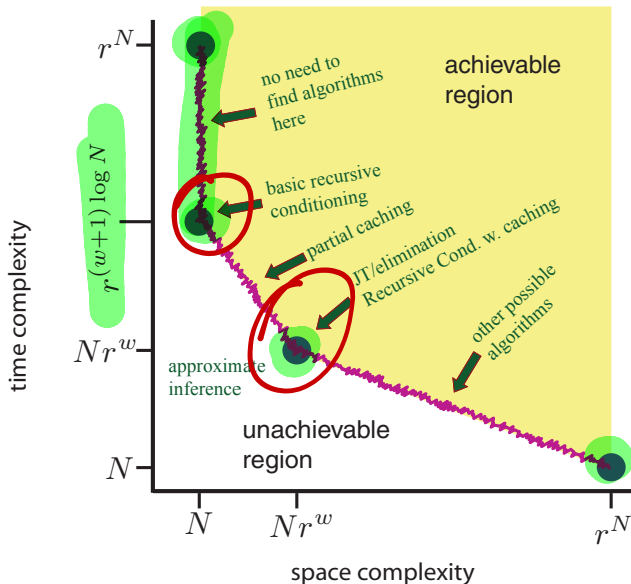 r^N
no need to
find algorithms
here
achievable
region
r^{(w+1) log N}
basic recursive
conditioning
partial caching
JT/elimination
Recursive Cond. w. caching
other possible
algorithms
time complexity
Nr^w
approximate
inference
unachievable
region
N
N
Nr^w
r^N
space complexity